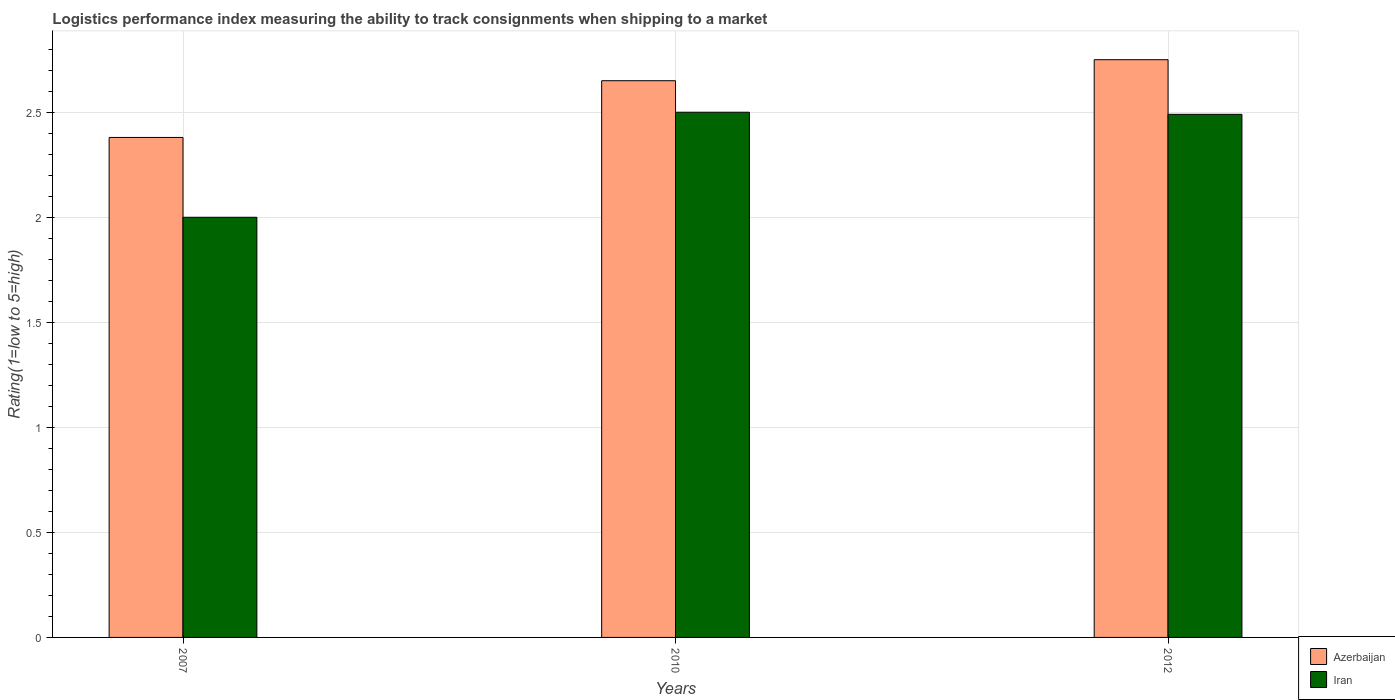 Logistics performance index measuring the ability to track consignments when shipping to a market
Rating(1=low to 5=high)
2.5
2
1.5
1
0.5
0
2007
2010
2012
Years
Azerbaijan
Iran